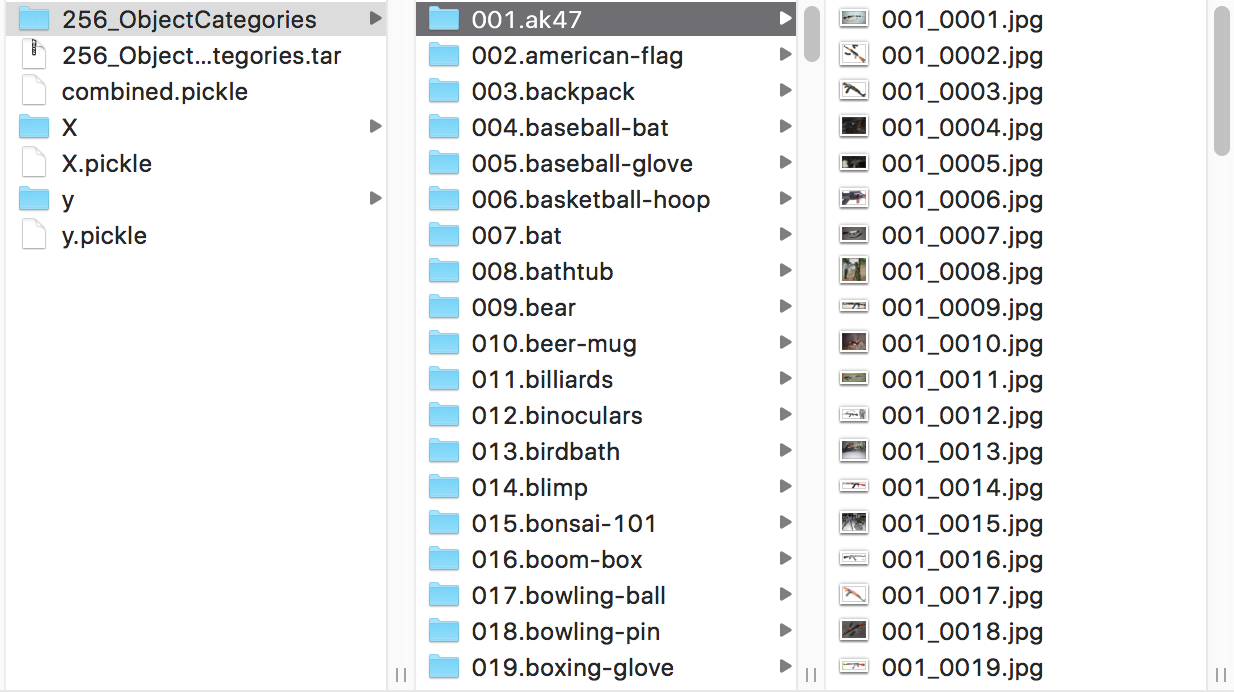 256_ObjectCategories
256_Object...tegories.tar
combined.pickle
X
X.pickle
y
y.pickle
001.ak47
002.american-flag
003.backpack
004.baseball-bat
005.baseball-glove
006.basketball-hoop
007.bat
008.bathtub
009.bear
010.beer-mug
011.billiards
012.binoculars
013.birdbath
014.blimp
015.bonsai-101
016.boom-box
017.bowling-ball
018.bowling-pin
019.boxing-glove
001_0001.jpg
001_0002.jpg
001_0003.jpg
001_0004.jpg
001_0005.jpg
001_0006.jpg
001_0007.jpg
001_0008.jpg
001_0009.jpg
001_0010.jpg
001_0011.jpg
001_0012.jpg
001_0013.jpg
001_0014.jpg
001_0015.jpg
001_0016.jpg
001_0017.jpg
001_0018.jpg
001_0019.jpg